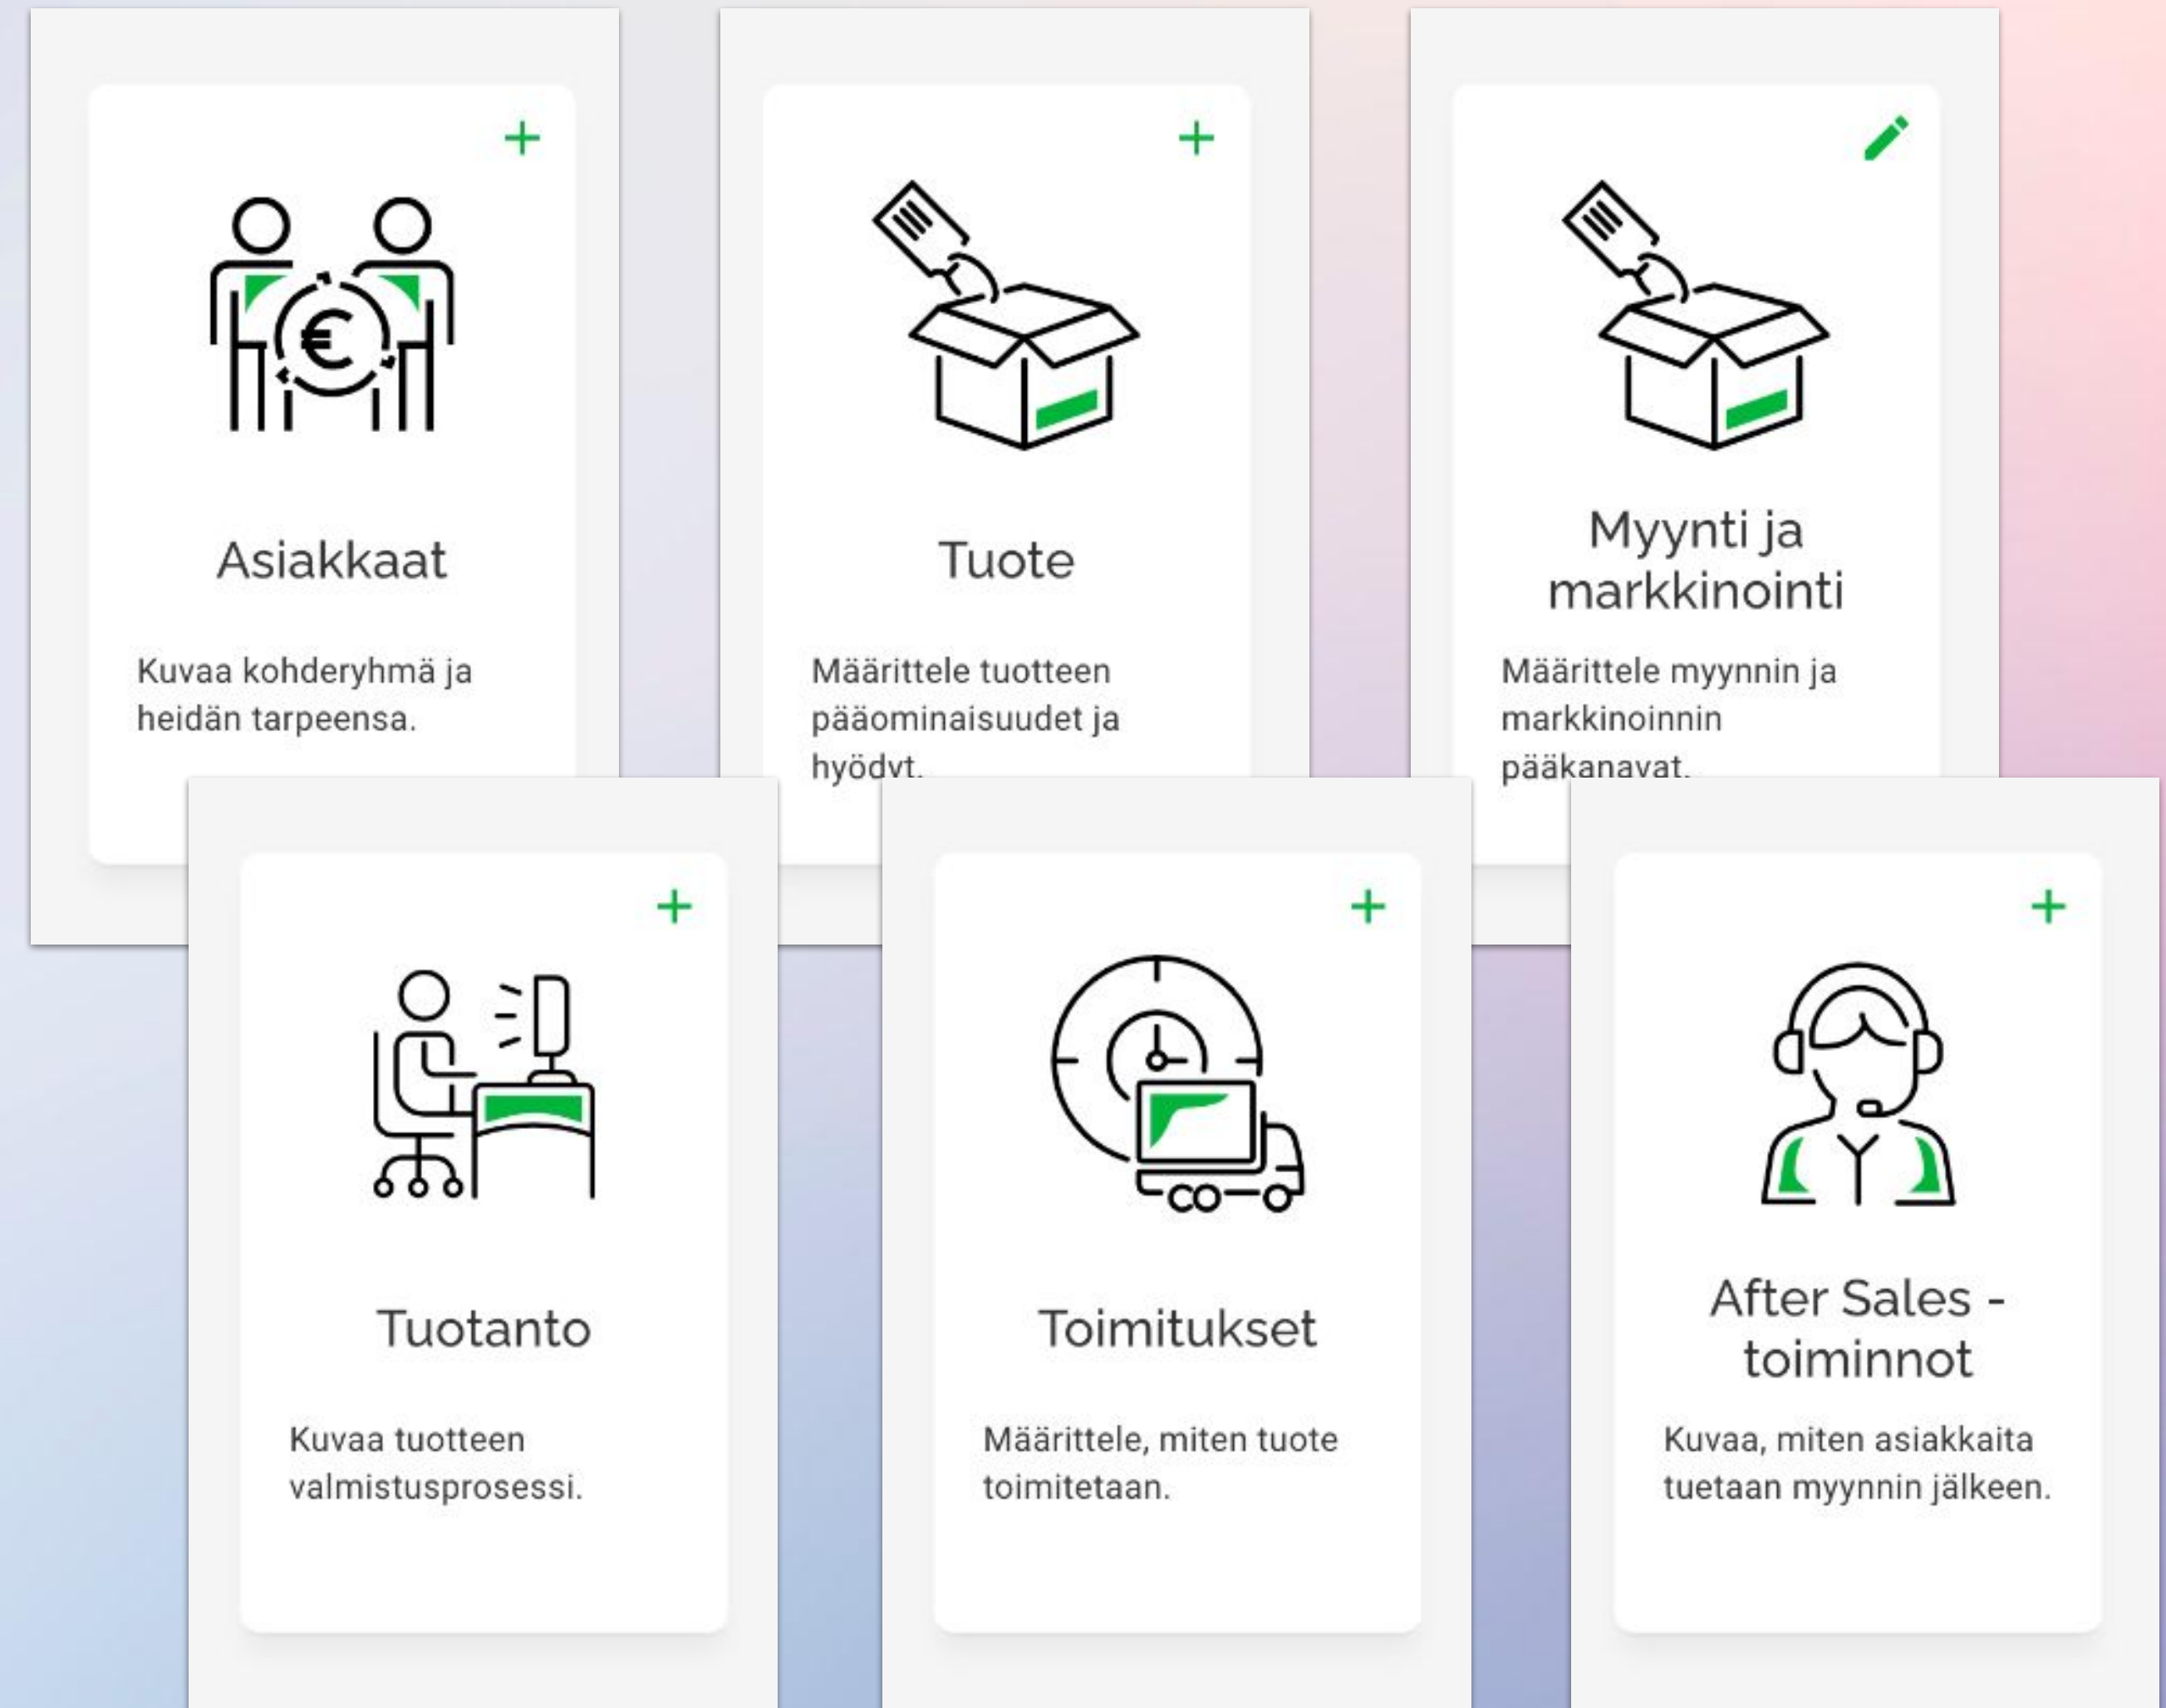 Asiakkaat
Kuvaa kohderyhmä ja
heidän tarpeensa.
Tuote
Määrittele tuotteen
pääominaisuudet ja
hyödyt.
Myynti ja
markkinointi
Määrittele myynnin ja
markkinoinnin
pääkanavat.
Tuotanto
Kuvaa tuotteen
valmistusprosessi.
Toimitukset
Määrittele, miten tuote
toimitetaan.
After Sales -
toiminnot
Kuvaa, miten asiakkaita
tuetaan myynnin jälkeen.